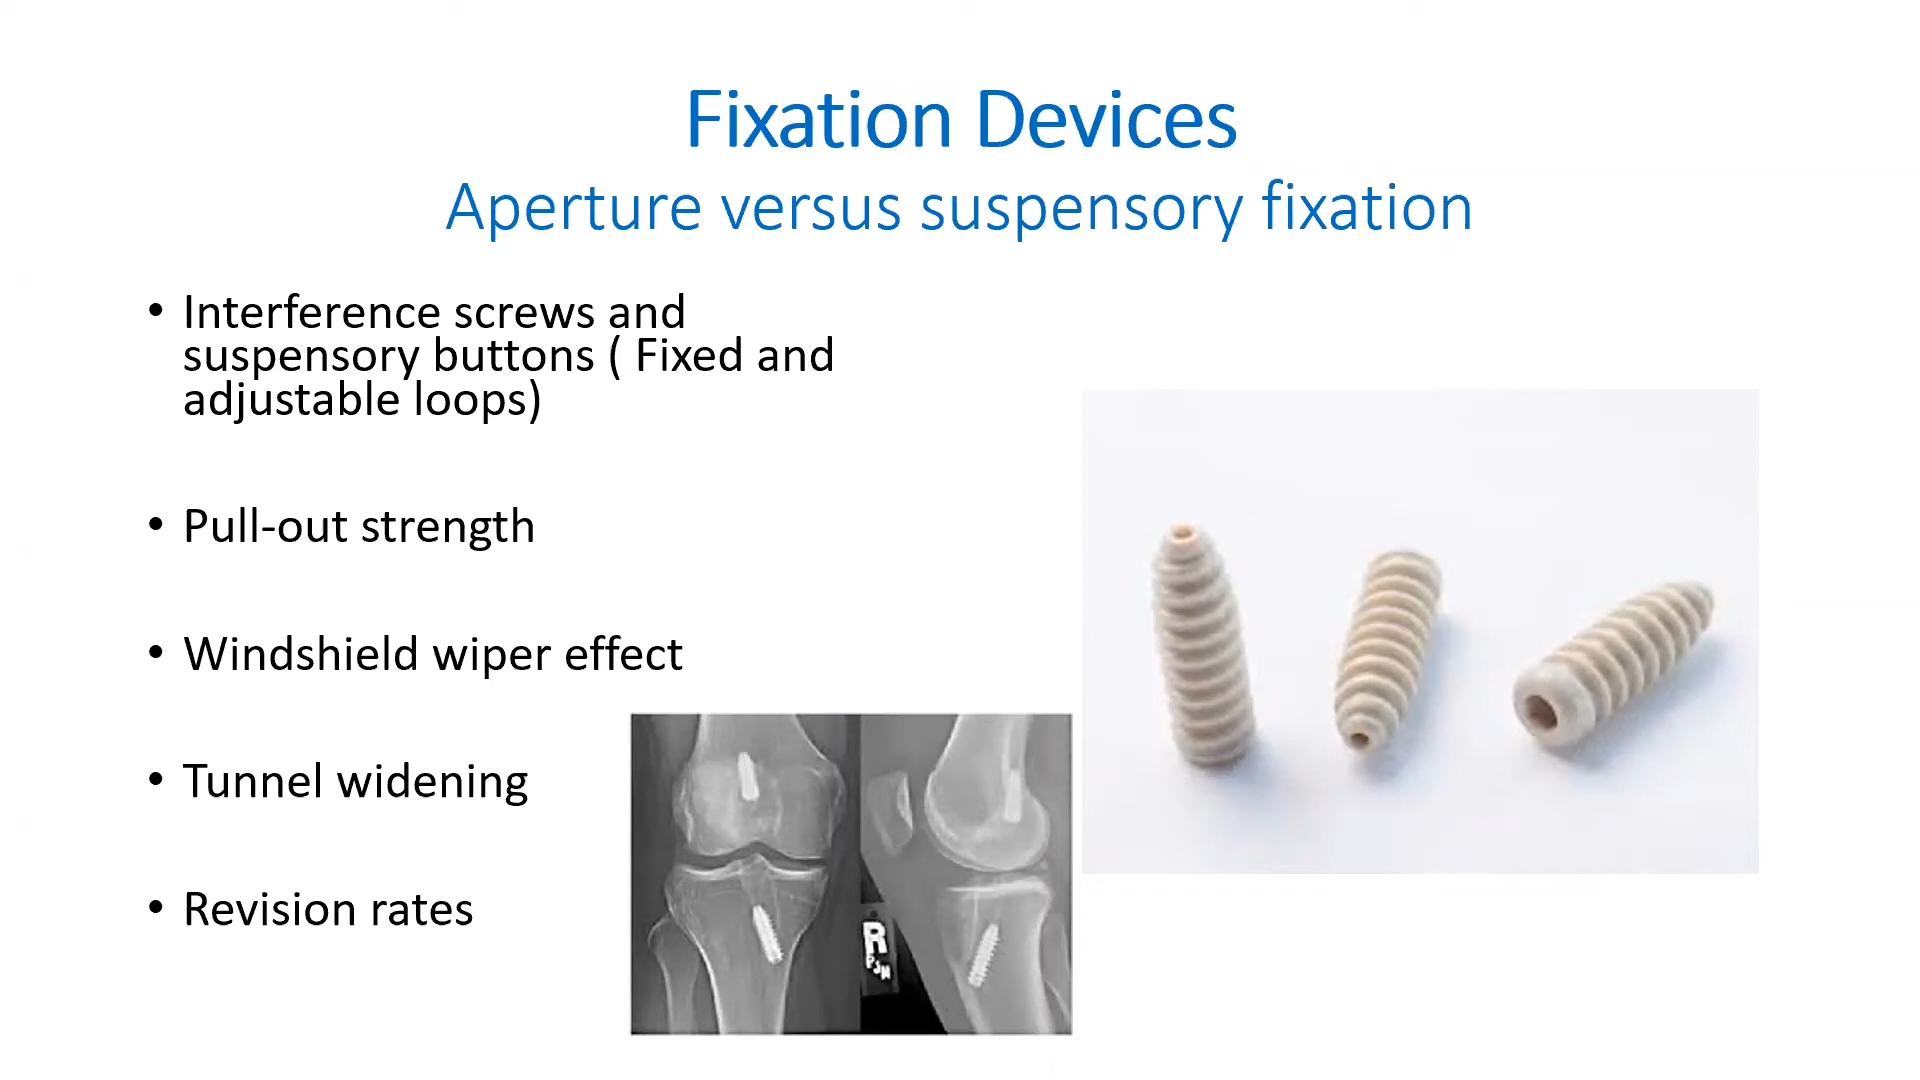 Fixation Devices
Aperture versus suspensory fixation
• Interference screws and
suspensory buttons ( Fixed and
adjustable loops)
• Pull-out strength
• Windshield wiper effect
• Tunnel widening
• Revision rates
R
PJN